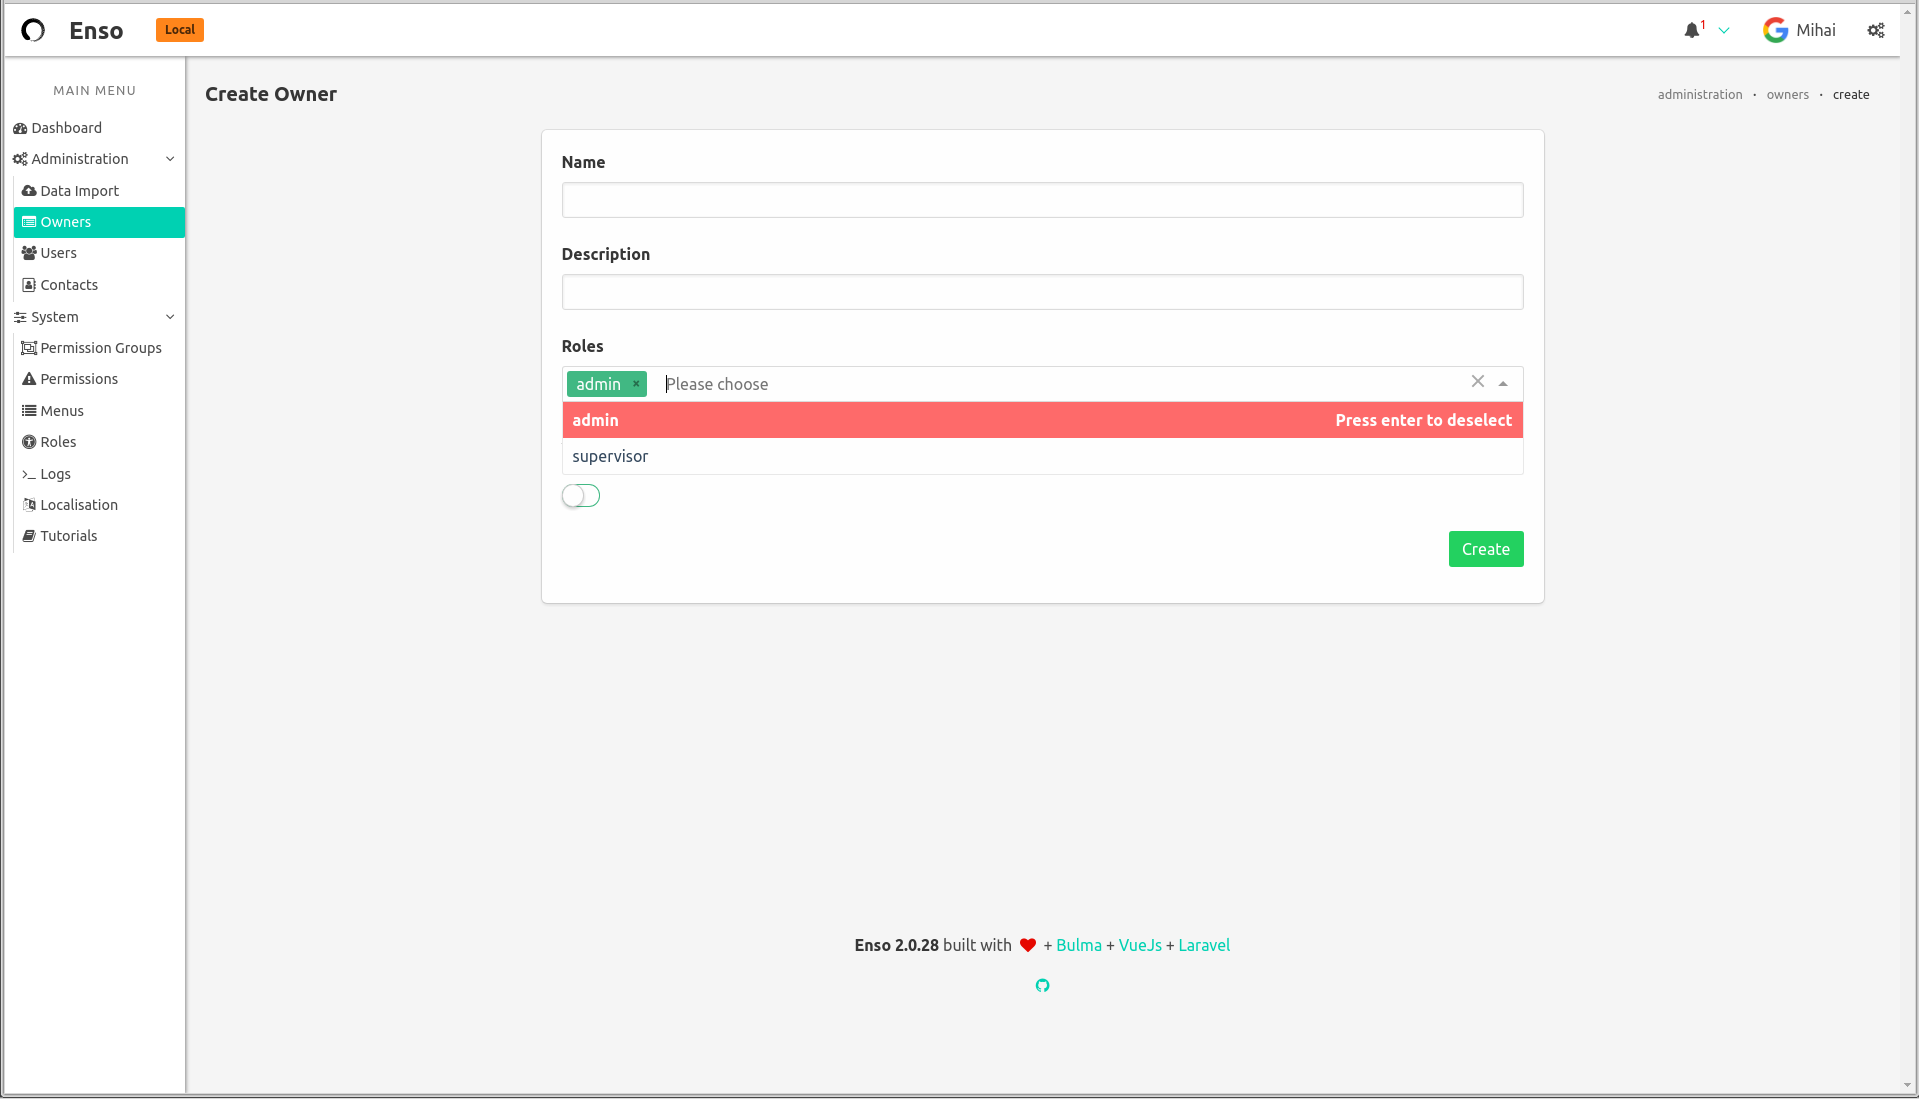 Enso Local 1 Mihai
MAIN MENU
Dashboard
Administration
Data Import
Owners
Users
Contacts
System
Permission Groups
Permissions
Menus
Roles
Logs
Localisation
Tutorials
Create Owner
administration · owners · create
Name
Description
Roles
admin × Please choose
admin Press enter to deselect
supervisor
Create
Enso 2.0.28 built with ❤ + Bulma + VueJs + Laravel